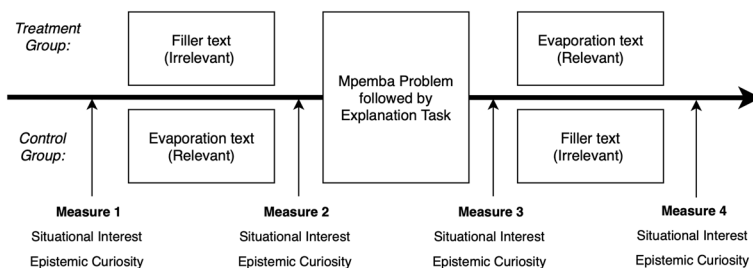 Treatment
Group:
Filler text
(Irrelevant)
Mpemba Problem
followed by
Explanation Task
Evaporation text
(Relevant)
Control
Group:
Evaporation text
(Relevant)
Filler text
(Irrelevant)
Measure 1
Situational Interest
Epistemic Curiosity
Measure 2
Situational Interest
Epistemic Curiosity
Measure 3
Situational Interest
Epistemic Curiosity
Measure 4
Situational Interest
Epistemic Curiosity